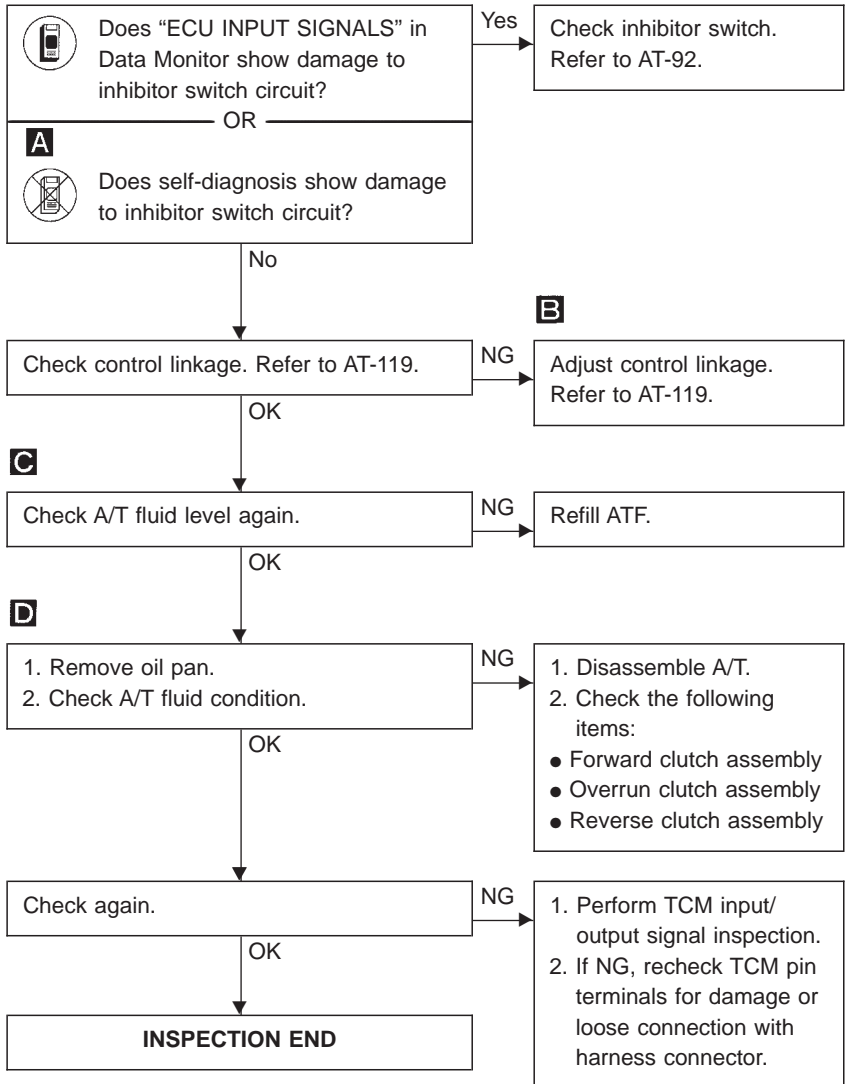 Does “ECU INPUT SIGNALS” in
Data Monitor show damage to
inhibitor switch circuit?
Yes
Check inhibitor switch.
Refer to AT-92.
OR
A
Does self-diagnosis show damage
to inhibitor switch circuit?
No
Check control linkage. Refer to AT-119.
NG
B
Adjust control linkage.
Refer to AT-119.
OK
C
Check A/T fluid level again.
NG
Refill ATF.
OK
D
1. Remove oil pan.
2. Check A/T fluid condition.
NG
1. Disassemble A/T.
2. Check the following
items:
● Forward clutch assembly
● Overrun clutch assembly
● Reverse clutch assembly
OK
Check again.
NG
1. Perform TCM input/
output signal inspection.
2. If NG, recheck TCM pin
terminals for damage or
loose connection with
harness connector.
OK
INSPECTION END